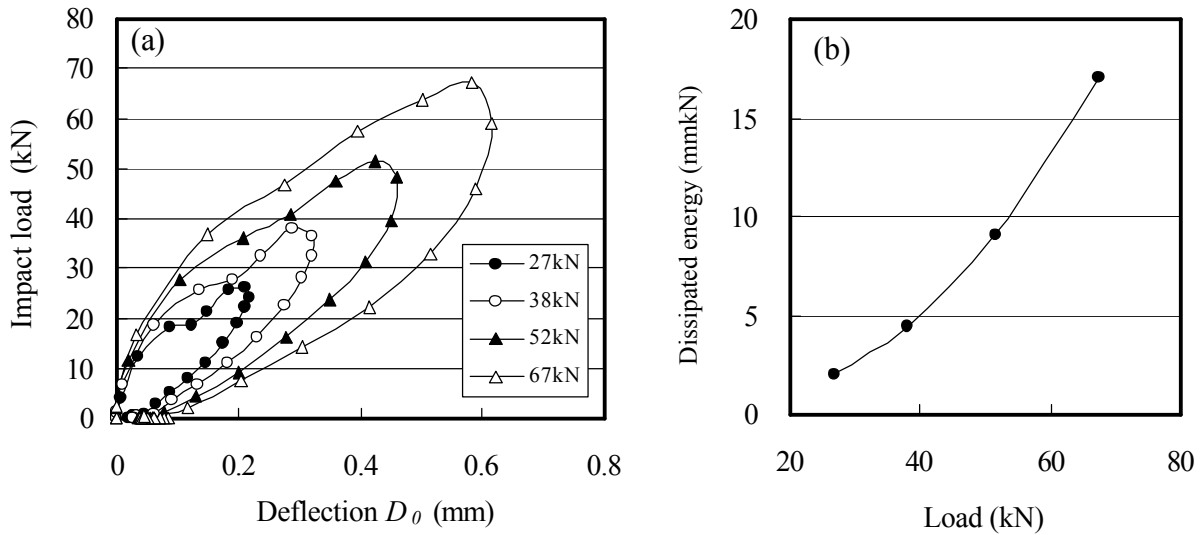 (a)
80
70
60
50
40
30
20
10
0
Impact load (kN)
0 0.2 0.4 0.6 0.8
Deflection D0 (mm)
27kN
38kN
52kN
67kN
(b)
20
15
10
5
0
Dissipated energy (mmkN)
20 40 60 80
Load (kN)